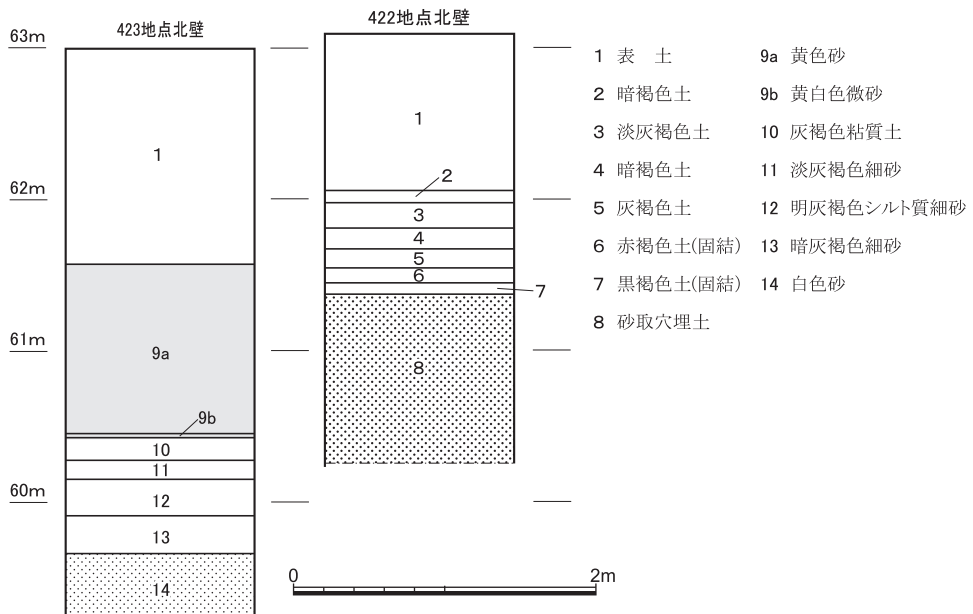 423地点北壁
422地点北壁
63m
62m
61m
60m
1
9a
9b
10
11
12
13
14
1
2
3
4
5
6
7
8
1 表 土
2 暗褐色土
3 淡灰褐色土
4 暗褐色土
5 灰褐色土
6 赤褐色土(固結)
7 黒褐色土(固結)
8 砂取穴埋土
9a 黄色砂
9b 黄白色微砂
10 灰褐色粘質土
11 淡灰褐色細砂
12 明灰褐色シルト質細砂
13 暗灰褐色細砂
14 白色砂
0 2m